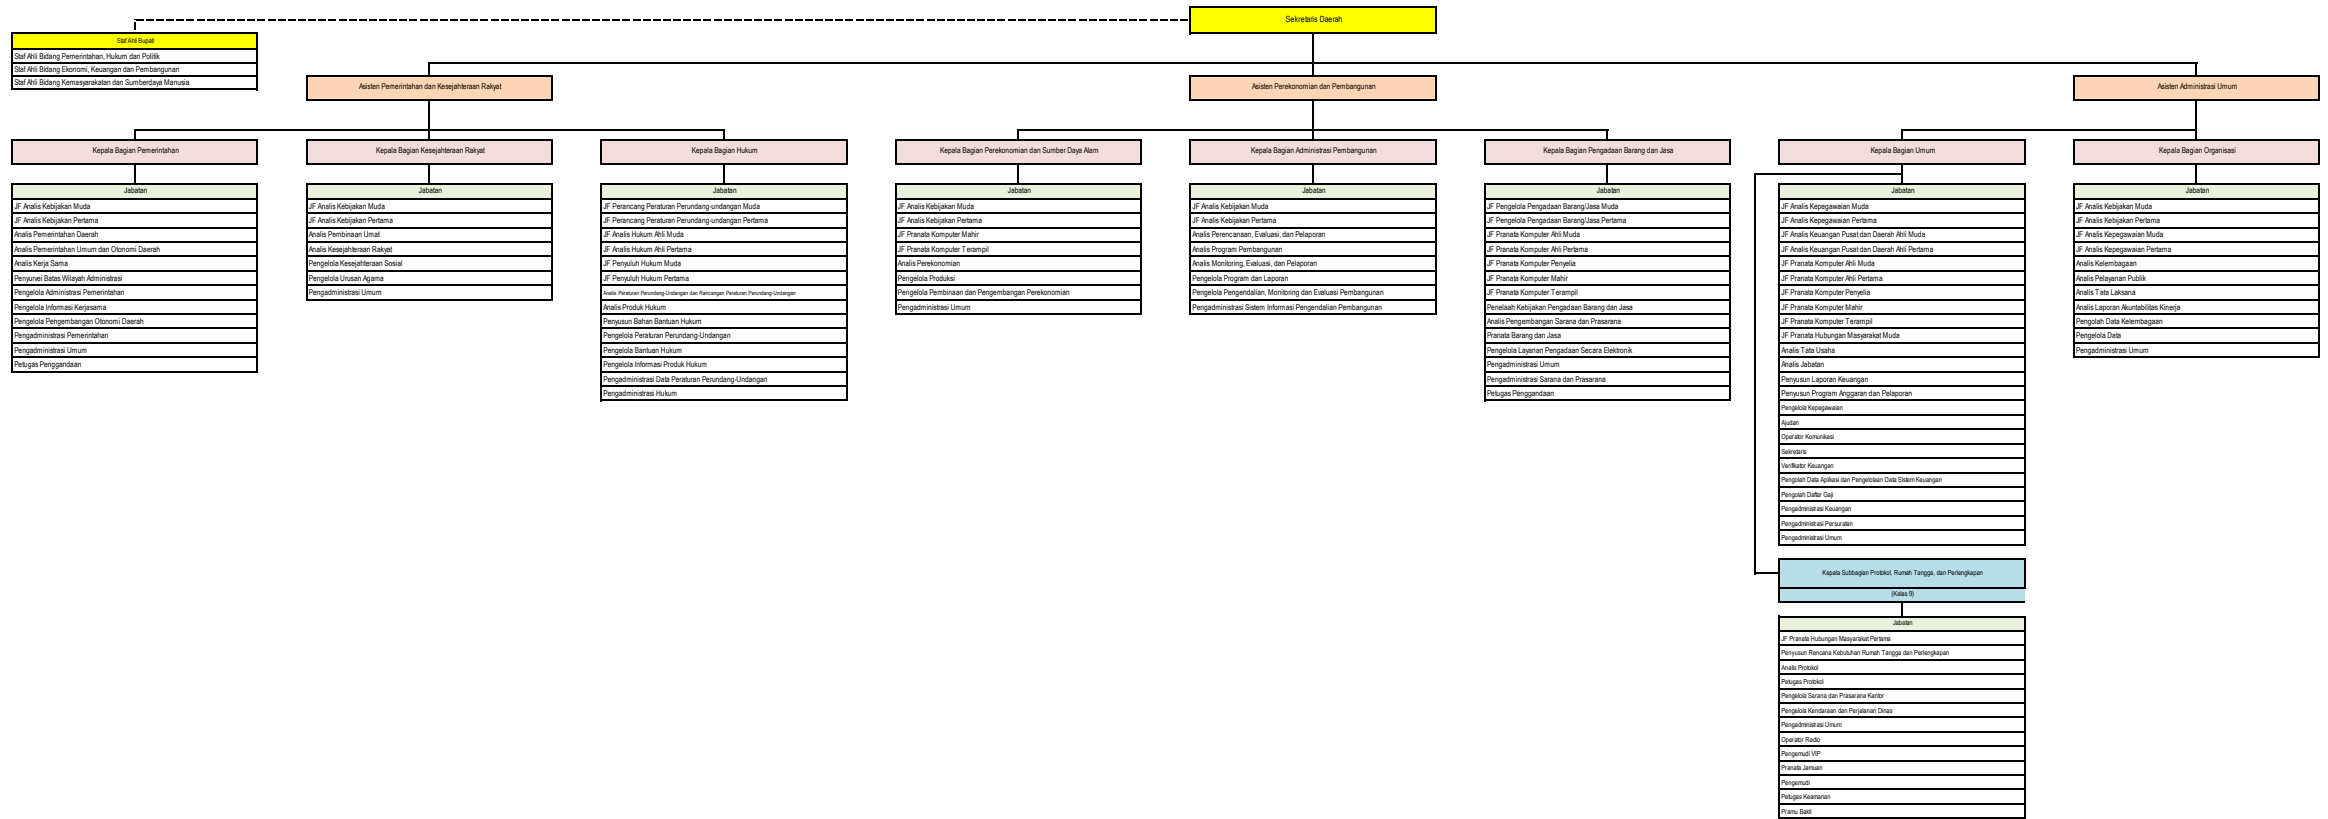 Sekretaris Daerah
Staf Ahli Bupati
Staf Ahli Bidang Pemerintahan, Hukum dan Politik
Staf Ahli Bidang Ekonomi, Keuangan dan Pembangunan
Staf Ahli Bidang Kemasyarakatan dan Sumberdaya Manusia
Asisten Pemerintahan dan Kesejahteraan Rakyat
Asisten Perekonomian dan Pembangunan
Asisten Administrasi Umum
Kepala Bagian Pemerintahan
Jabatan
JF Analis Kebijakan Muda
JF Analis Kebijakan Pertama
Analis Pemerintahan Daerah
Analis Pemerintahan Umum dan Otonomi Daerah
Analis Kerja Sama
Penyurvei Batas Wilayah Administrasi
Pengelola Administrasi Pemerintahan
Pengelola Informasi Kerjasama
Pengelola Pengembangan Otonomi Daerah
Pengadministrasi Pemerintahan
Pengadministrasi Umum
Petugas Penggandaan
Kepala Bagian Kesejahteraan Rakyat
Jabatan
JF Analis Kebijakan Muda
JF Analis Kebijakan Pertama
Analis Pembinaan Umat
Analis Kesejahteraan Rakyat
Pengelola Kesejahteraan Sosial
Pengelola Urusan Agama
Pengadministrasi Umum
Kepala Bagian Hukum
Jabatan
JF Perancang Peraturan Perundang-undangan Muda
JF Perancang Peraturan Perundang-undangan Pertama
JF Analis Hukum Ahli Muda
JF Analis Hukum Ahli Pertama
JF Penyuluh Hukum Muda
JF Penyuluh Hukum Pertama
Analis Peraturan Perundang-Undangan dan Rancangan Peraturan Perundang-Undangan
Analis Produk Hukum
Penyusun Bahan Bantuan Hukum
Pengelola Peraturan Perundang-Undangan
Pengelola Bantuan Hukum
Pengelola Informasi Produk Hukum
Pengadministrasi Data Peraturan Perundang-Undangan
Pengadministrasi Hukum
Kepala Bagian Perekonomian dan Sumber Daya Alam
Jabatan
JF Analis Kebijakan Muda
JF Analis Kebijakan Pertama
JF Pranata Komputer Mahir
JF Pranata Komputer Terampil
Analis Perekonomian
Pengelola Produksi
Pengelola Pembinaan dan Pengembangan Perekonomian
Pengadministrasi Umum
Kepala Bagian Administrasi Pembangunan
Jabatan
JF Analis Kebijakan Muda
JF Analis Kebijakan Pertama
Analis Perencanaan, Evaluasi, dan Pelaporan
Analis Program Pembangunan
Analis Monitoring, Evaluasi, dan Pelaporan
Pengelola Program dan Laporan
Pengelola Pengendalian, Monitoring dan Evaluasi Pembangunan
Pengadministrasi Sistem Informasi Pengendalian Pembangunan
Kepala Bagian Pengadaan Barang dan Jasa
Jabatan
JF Pengelola Pengadaan Barang/Jasa Muda
JF Pengelola Pengadaan Barang/Jasa Pertama
JF Pranata Komputer Ahli Muda
JF Pranata Komputer Ahli Pertama
JF Pranata Komputer Penyelia
JF Pranata Komputer Mahir
JF Pranata Komputer Terampil
Penelaah Kebijakan Pengadaan Barang dan Jasa
Analis Pengembangan Sarana dan Prasarana
Pranata Barang dan Jasa
Pengelola Layanan Pengadaan Secara Elektronik
Pengadministrasi Umum
Pengadministrasi Sarana dan Prasarana
Petugas Penggandaan
Kepala Bagian Umum
Jabatan
JF Analis Kepegawaian Muda
JF Analis Kepegawaian Pertama
JF Analis Keuangan Pusat dan Daerah Ahli Muda
JF Analis Keuangan Pusat dan Daerah Ahli Pertama
JF Pranata Komputer Ahli Muda
JF Pranata Komputer Ahli Pertama
JF Pranata Komputer Penyelia
JF Pranata Komputer Mahir
JF Pranata Komputer Terampil
JF Pranata Hubungan Masyarakat Muda
Analis Tata Usaha
Analis Jabatan
Penyusun Laporan Keuangan
Penyusun Program Anggaran dan Pelaporan
Pengelola Kepegawaian
Ajudan
Operator Komunikasi
Sekretaris
Verifikator Keuangan
Pengolah Data Aplikasi dan Pengelolaan Data Sistem Keuangan
Pengolah Daftar Gaji
Pengadministrasi Keuangan
Pengadministrasi Persuratan
Pengadministrasi Umum
Kepala Subbagian Protokol, Rumah Tangga, dan Perlengkapan
(Kelas 9)
Jabatan
JF Pranata Hubungan Masyarakat Pertama
Penyusun Rencana Kebutuhan Rumah Tangga dan Perlengkapan
Analis Protokol
Petugas Protokol
Pengelola Sarana dan Prasarana Kantor
Pengelola Kendaraan dan Perjalanan Dinas
Pengadministrasi Umum
Operator Radio
Pengemudi VIP
Pranata Jamuan
Pengemudi
Petugas Keamanan
Pramu Bakti
Kepala Bagian Organisasi
Jabatan
JF Analis Kebijakan Muda
JF Analis Kebijakan Pertama
JF Analis Kepegawaian Muda
JF Analis Kepegawaian Pertama
Analis Kelembagaan
Analis Pelayanan Publik
Analis Tata Laksana
Analis Laporan Akuntabilitas Kinerja
Pengolah Data Kelembagaan
Pengelola Data
Pengadministrasi Umum